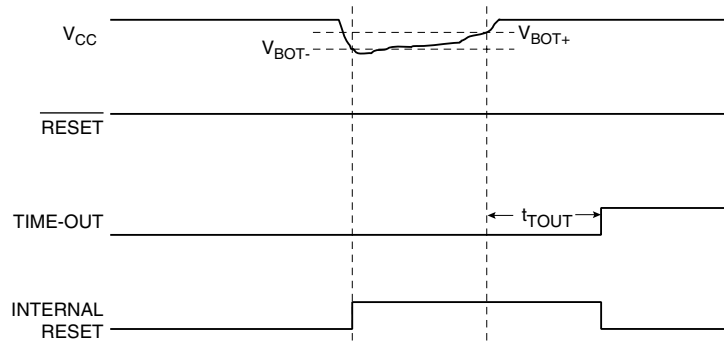 VCC
VBOT-
VBOT+
RESET
TIME-OUT
tTOUT
INTERNAL
RESET